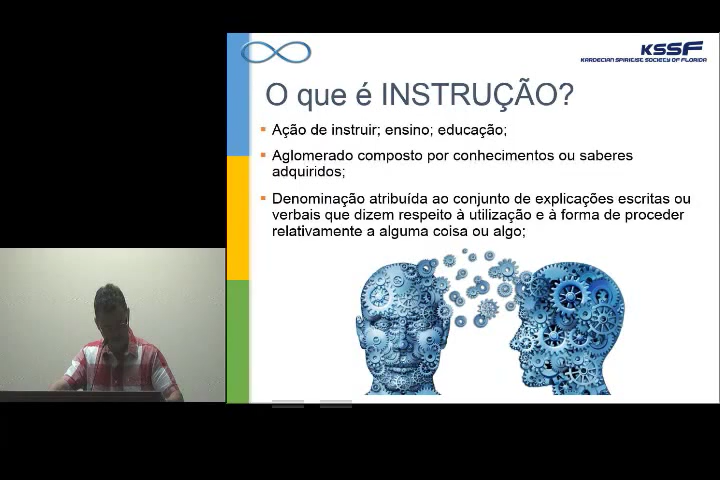 KSSF
KARDECIAN SPIRITIST SOCIETY OF FLORIDA
O que é INSTRUÇÃO?
Ação de instruir; ensino; educação;
Aglomerado composto por conhecimentos ou saberes
adquiridos;
Denominação atribuída ao conjunto de explicações escritas ou
verbais que dizem respeito à utilização e à forma de proceder
relativamente a alguma coisa ou algo;